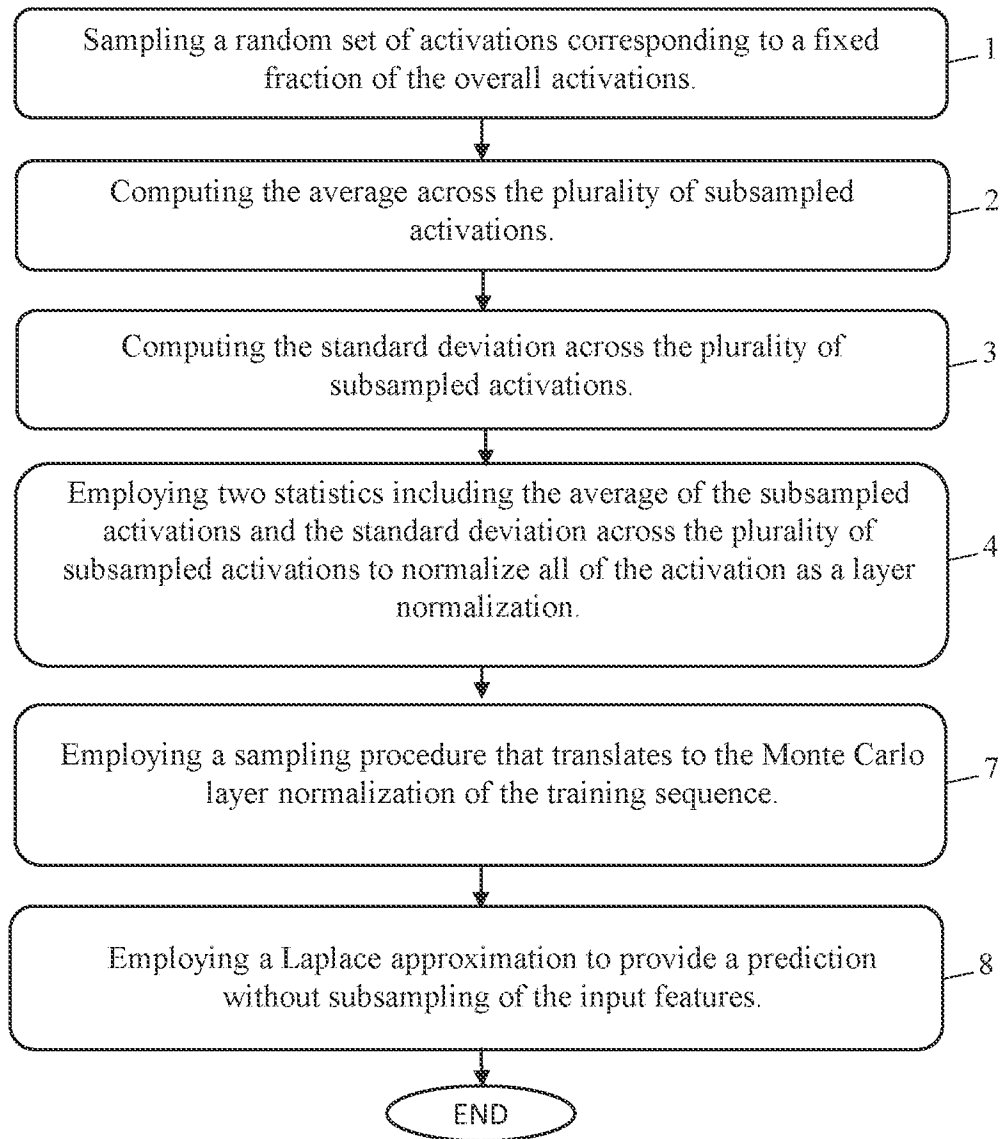 Sampling a random set of activations corresponding to a fixed
fraction of the overall activations.
1
Computing the average across the plurality of subsampled
activations.
2
Computing the standard deviation across the plurality of
subsampled activations.
3
Employing two statistics including the average of the subsampled
activations and the standard deviation across the plurality of
subsampled activations to normalize all of the activation as a layer
normalization.
4
Employing a sampling procedure that translates to the Monte Carlo
layer normalization of the training sequence.
7
Employing a Laplace approximation to provide a prediction
without subsampling of the input features.
8
END